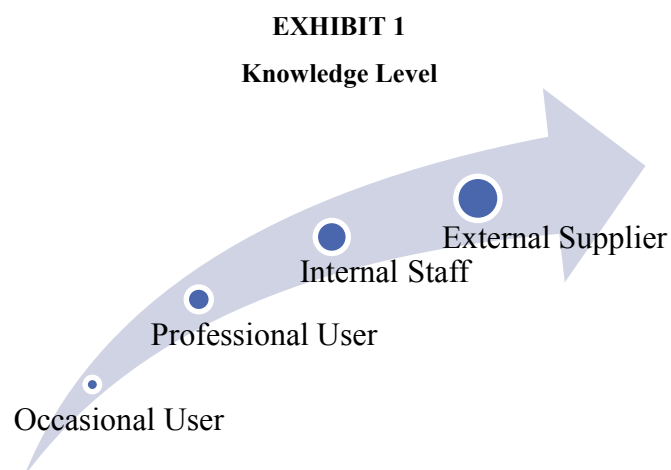 EXHIBIT 1
Knowledge Level
External Supplier
Internal Staff
Professional User
Occasional User